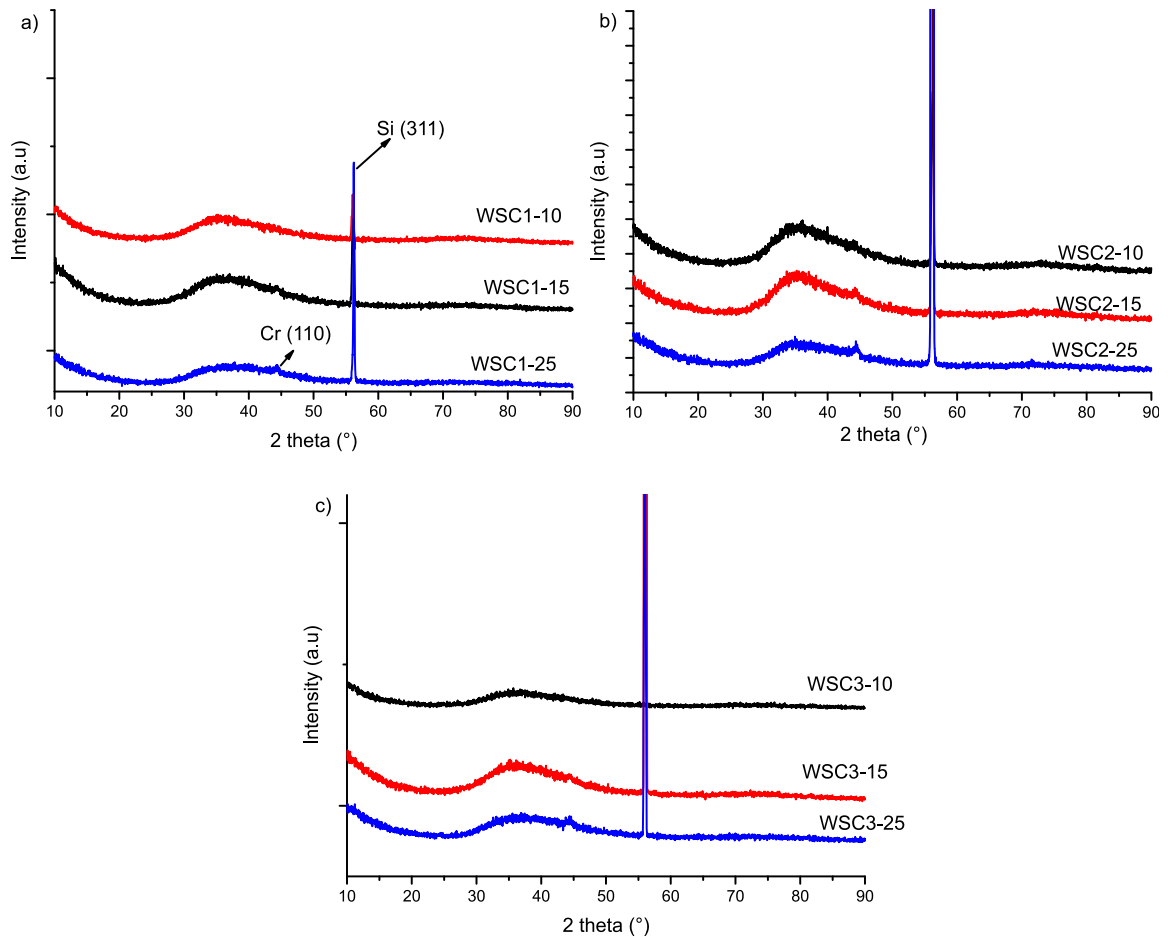 a)
Intensity (a.u)
Si (311)
WSC1-10
WSC1-15
Cr (110)
WSC1-25
10 20 30 40 50 60 70 80 90
2 theta (°)
b)
Intensity (a.u)
WSC2-10
WSC2-15
WSC2-25
10 20 30 40 50 60 70 80 90
2 theta (°)
c)
Intensity (a.u)
WSC3-10
WSC3-15
WSC3-25
10 20 30 40 50 60 70 80 90
2 theta (°)